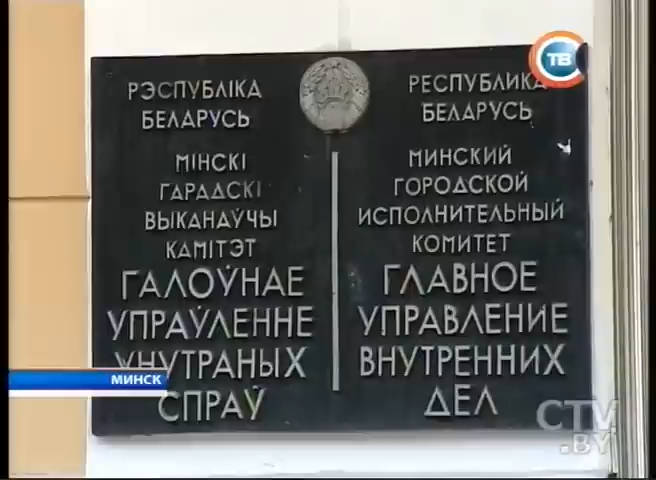 РЭСПУБЛІКА
БЕЛАРУСЬ
МІНСКІ
ГАРАДСКІ
ВЫКАНАЎЧЫ
КАМІТЭТ
ГАЛОЎНАЕ
УПРАЎЛЕННЕ
УНУТРАНЫХ
СПРАЎ
РЕСПУБЛИКА
БЕЛАРУСЬ
МИНСКИЙ
ГОРОДСКОЙ
ИСПОЛНИТЕЛЬНЫЙ
КОМИТЕТ
ГЛАВНОЕ
УПРАВЛЕНИЕ
ВНУТРЕННИХ
ДЕЛ
ТВ
МИНСК
CTV
.BY